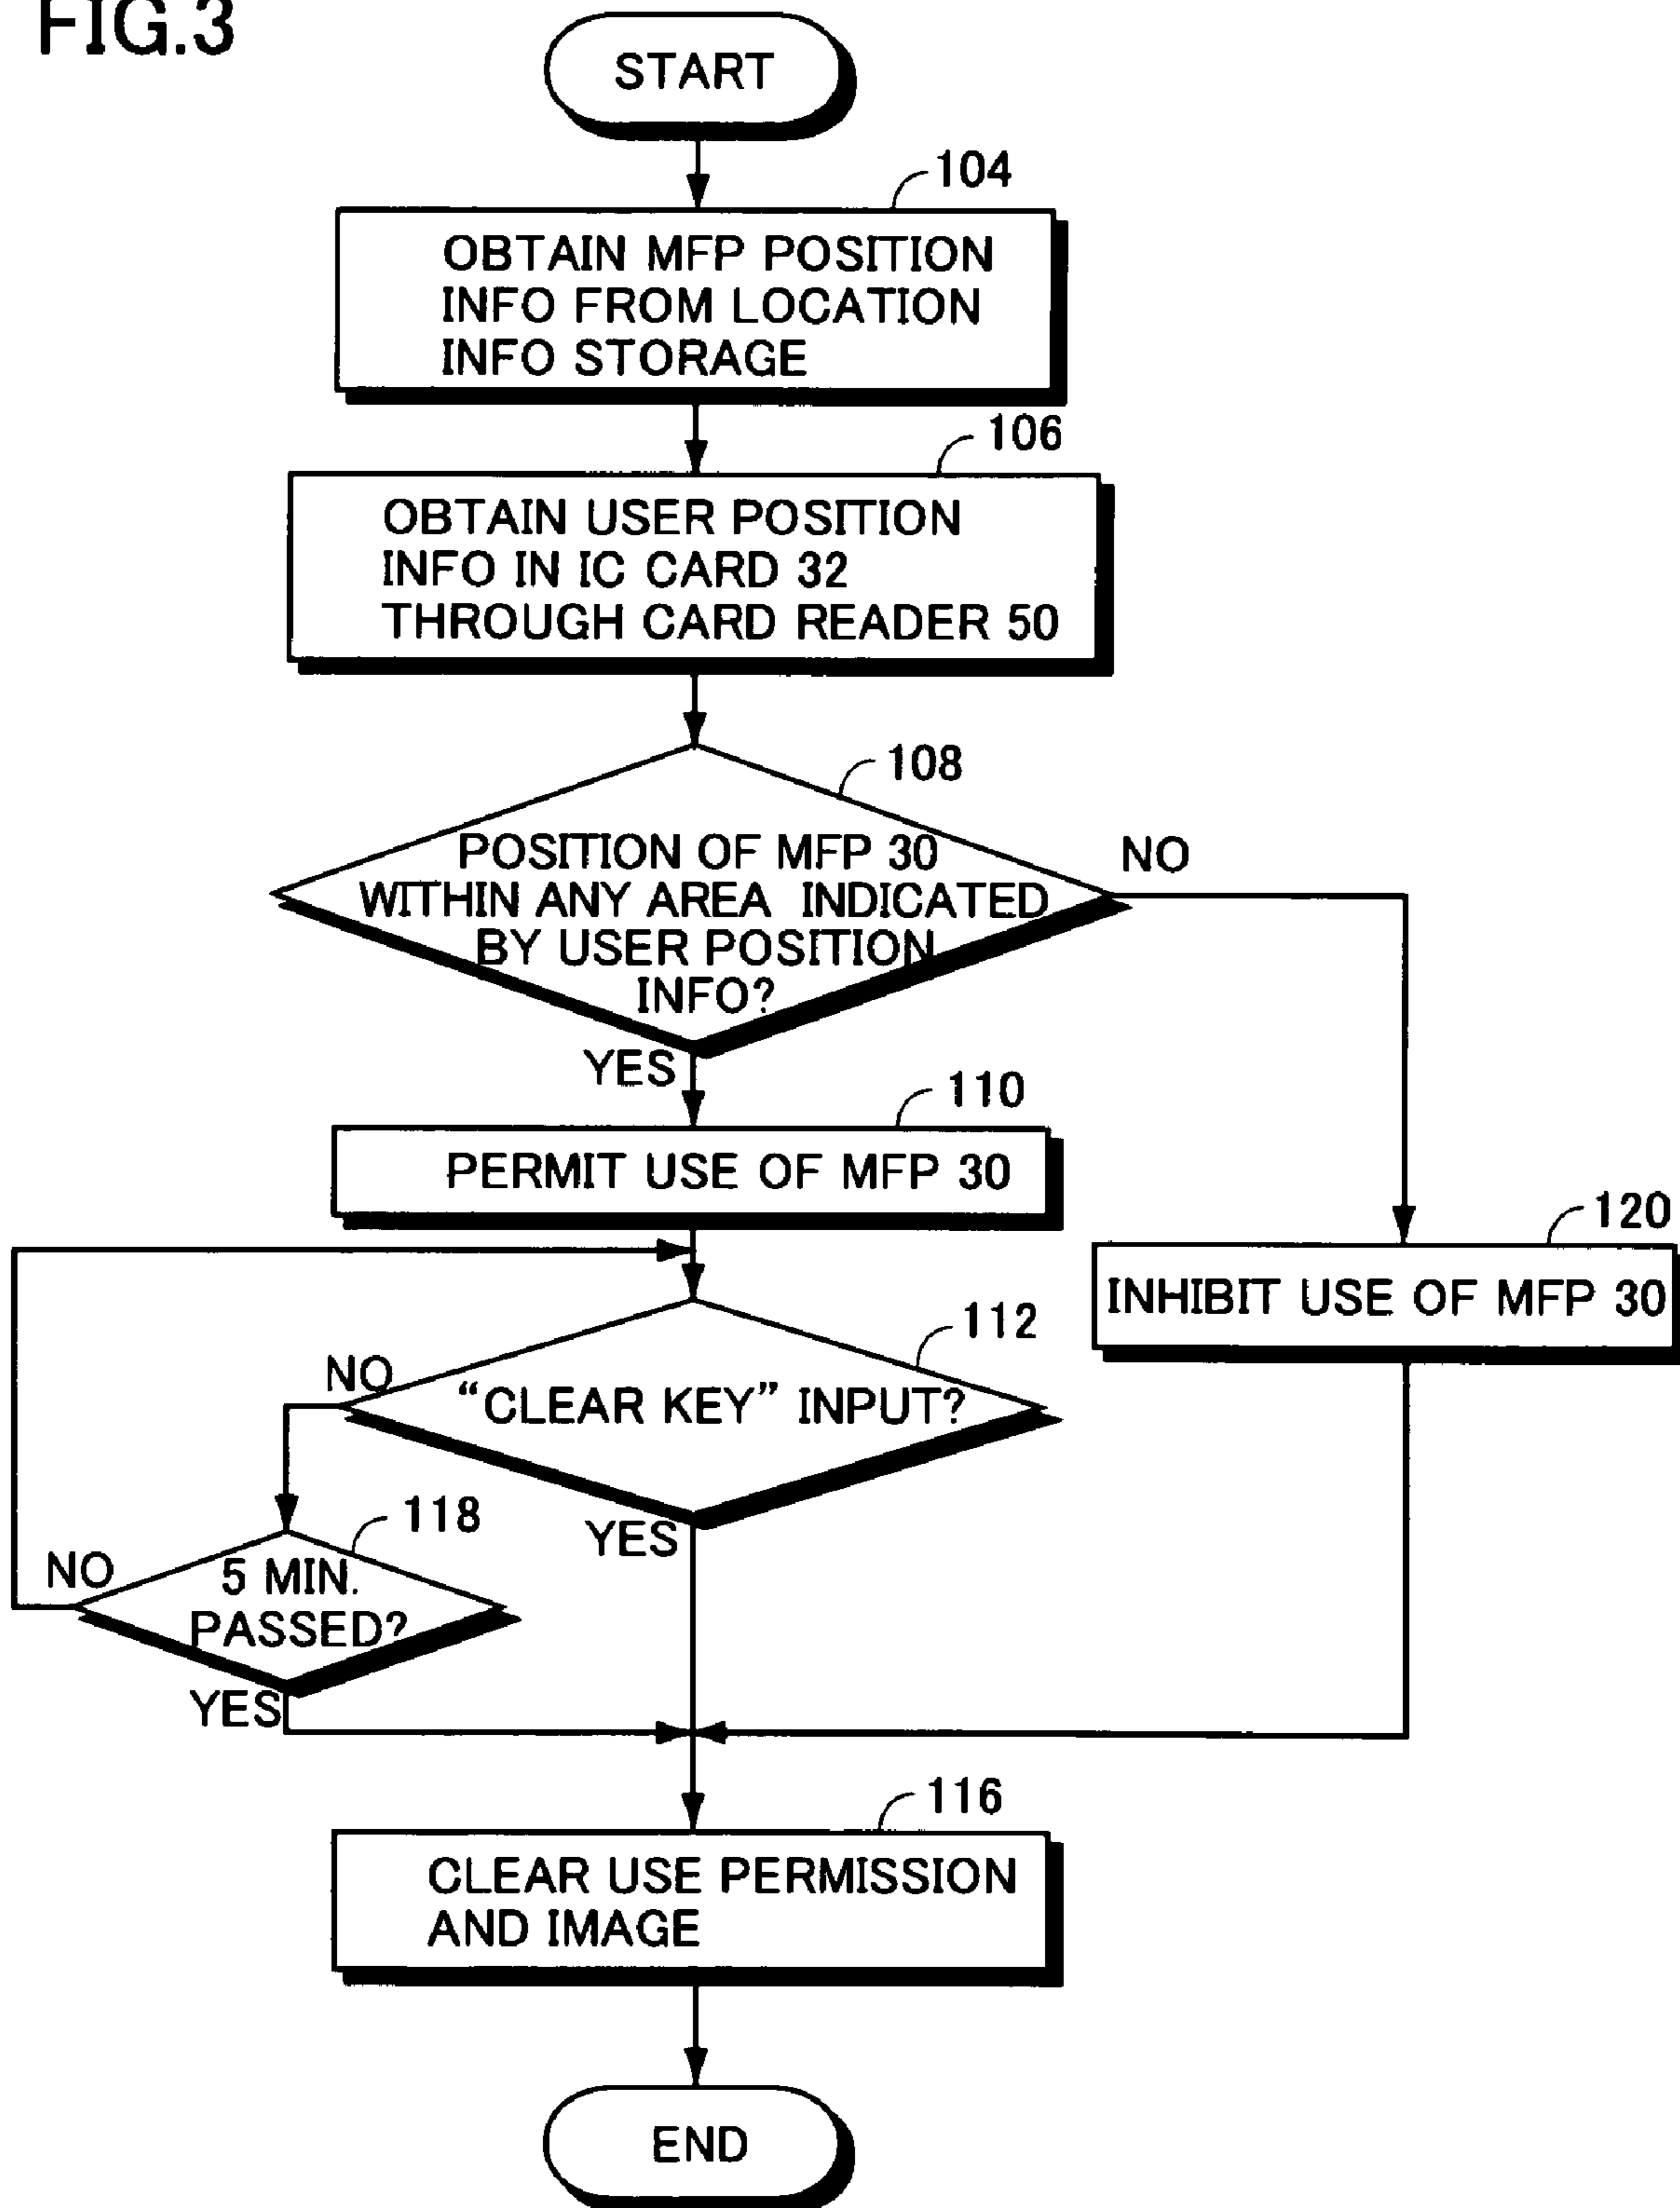 FIG.3
START
104
OBTAIN MFP POSITION
INFO FROM LOCATION
INFO STORAGE
106
OBTAIN USER POSITION
INFO IN IC CARD 32
THROUGH CARD READER 50
108
POSITION OF MFP 30
WITHIN ANY AREA INDICATED
BY USER POSITION
INFO?
NO
YES
110
PERMIT USE OF MFP 30
120
INHIBIT USE OF MFP 30
112
“CLEAR KEY” INPUT?
NO
YES
118
5 MIN.
PASSED?
NO
YES
116
CLEAR USE PERMISSION
AND IMAGE
END